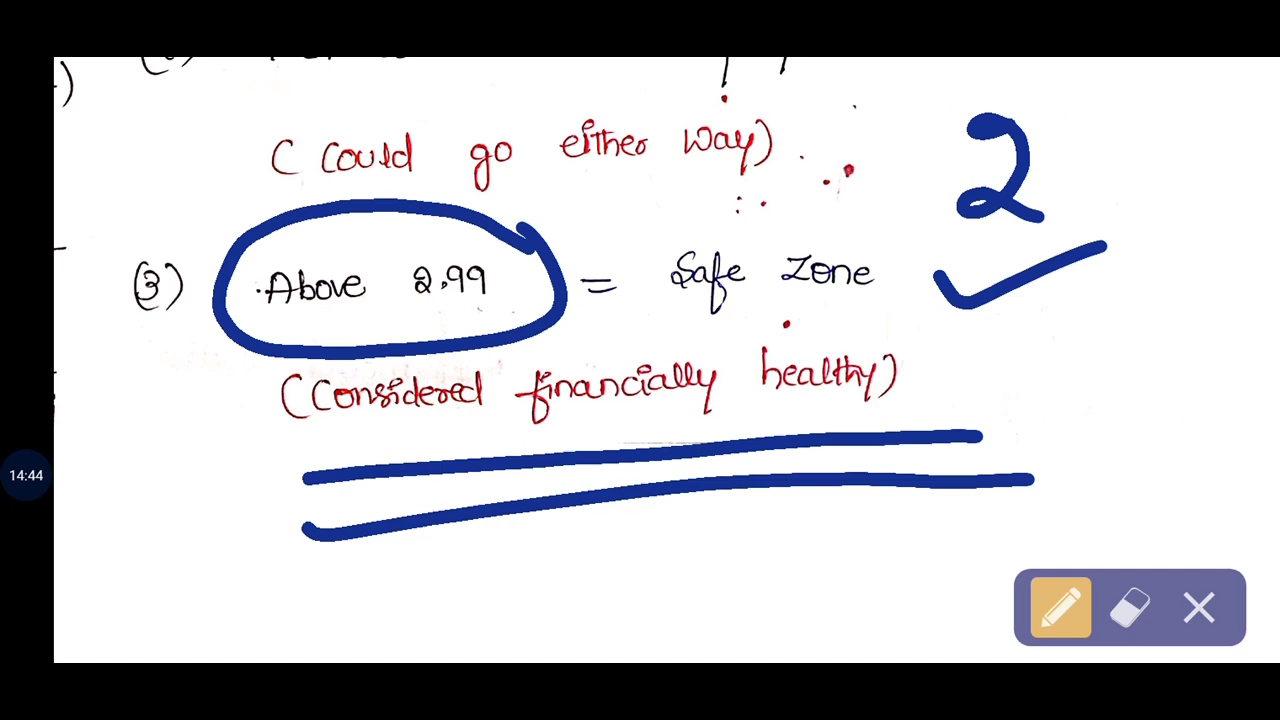 (Could go either way)
2
(3) Above 2.99 = Safe Zone
(Considered financially healthy)
14:44